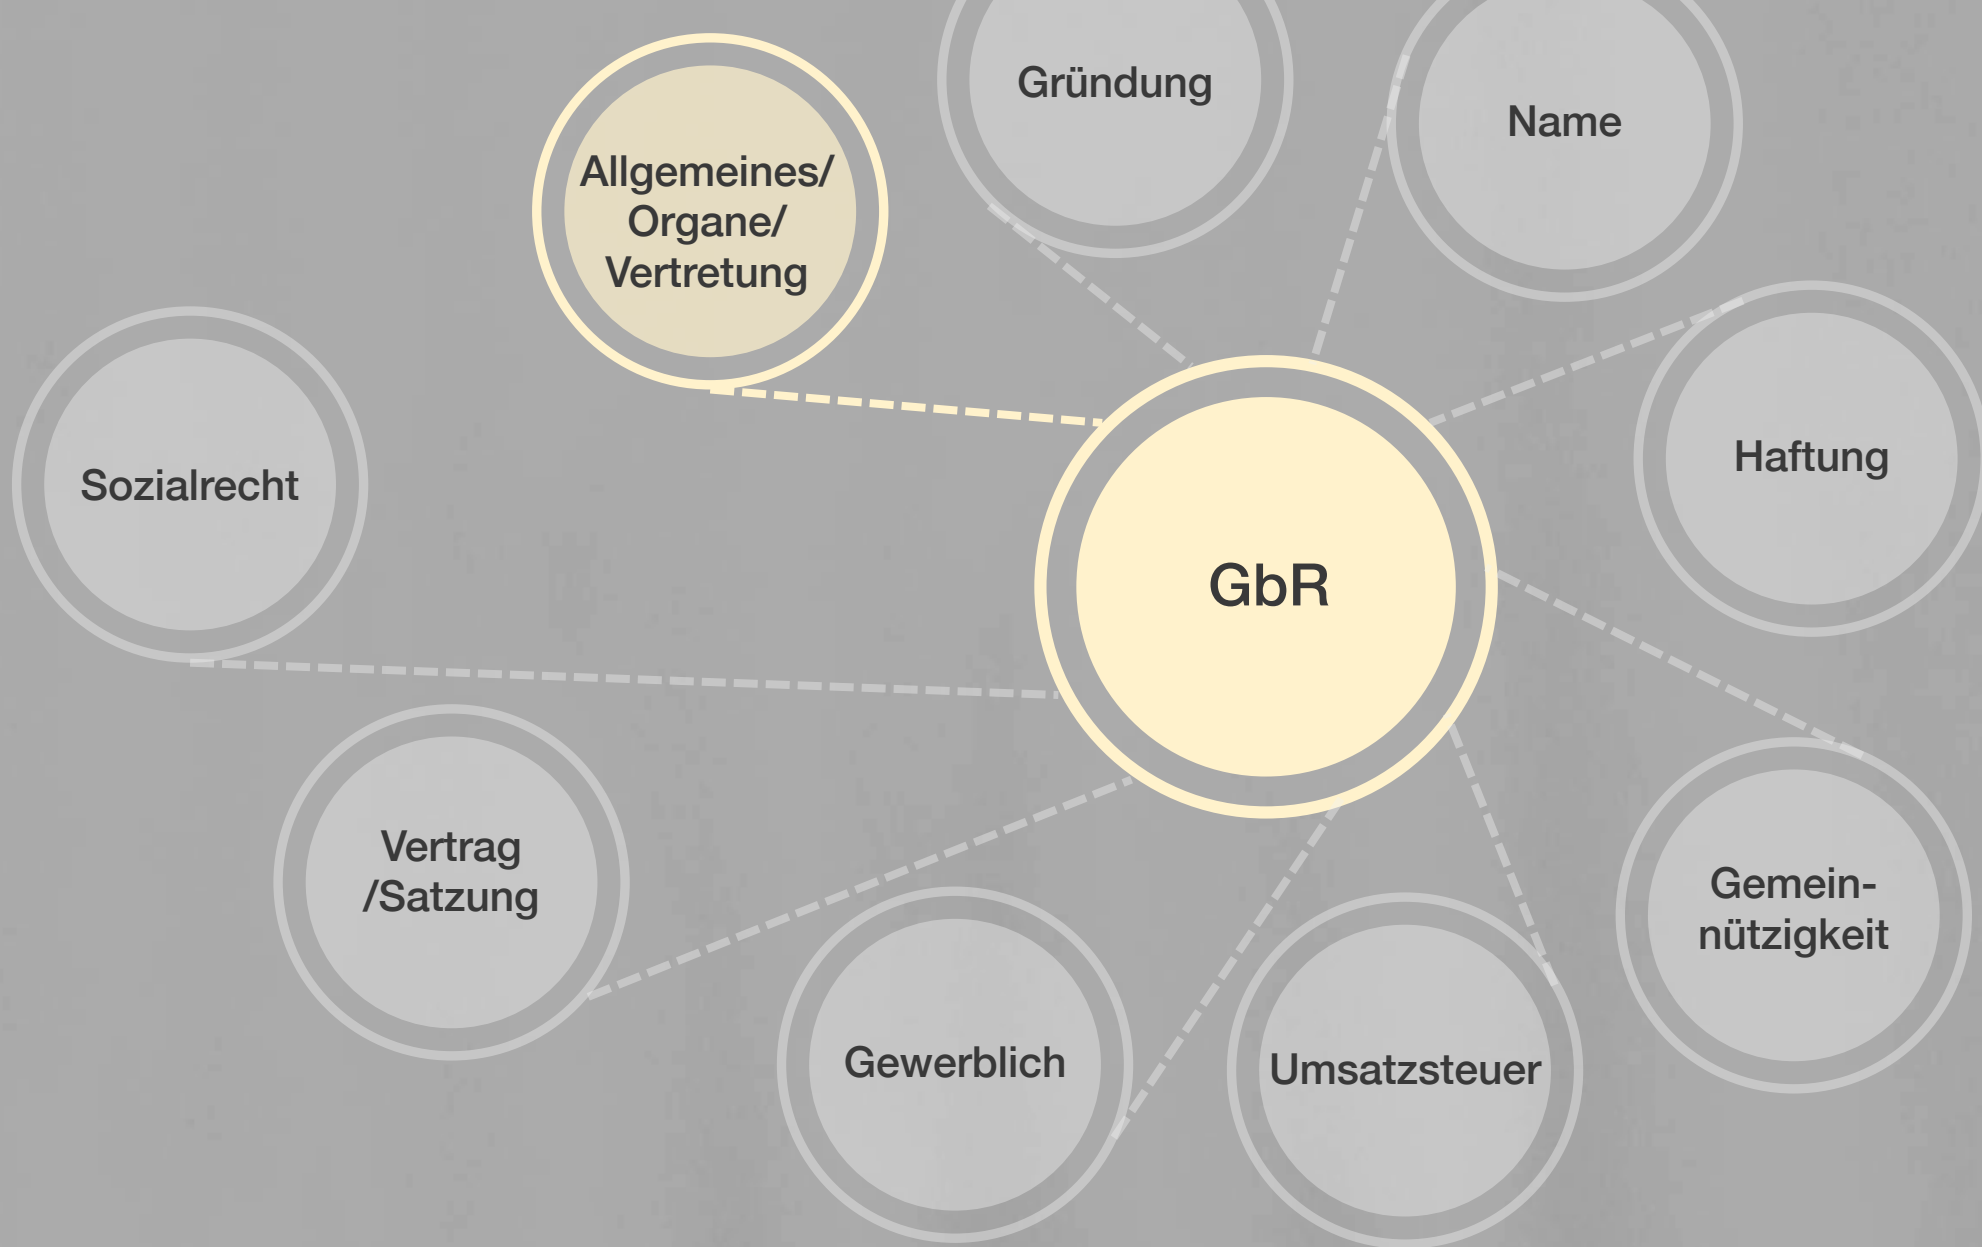 Gründung
Name
Allgemeines/
Organe/
Vertretung
Haftung
Sozialrecht
GbR
Vertrag
/Satzung
Gemein-
nützigkeit
Gewerblich
Umsatzsteuer